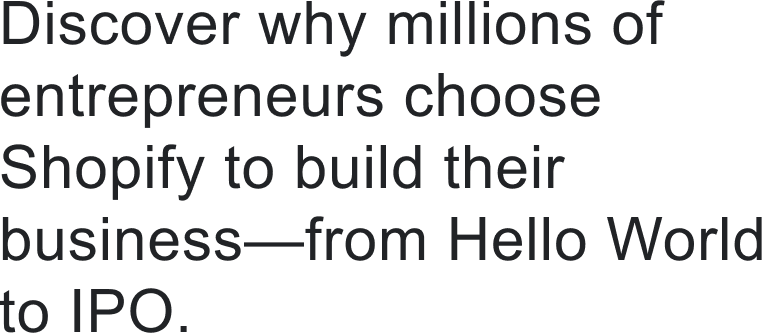 Discover why millions of
entrepreneurs choose
Shopify to build their
business—from Hello World
to IPO.